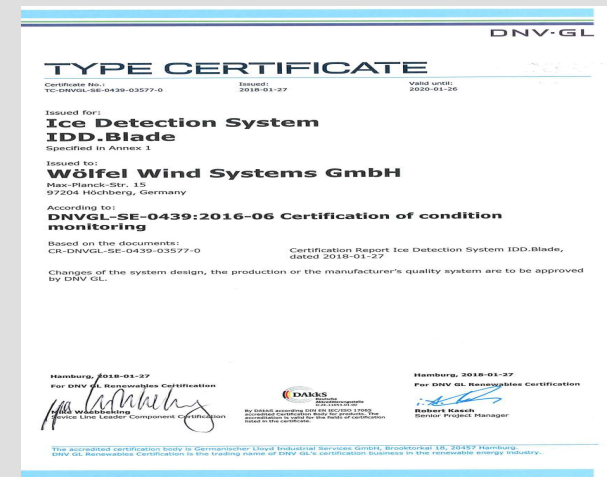 DNV·GL
TYPE CERTIFICATE
Certificate No.:
TC-DNVGL-SE-0439-03577-0
Issued:
2018-01-27
Valid until:
2020-01-26
Issued for:
Ice Detection System
IDD.Blade
Specified in Annex 1
Issued to:
Wölfel Wind Systems GmbH
Max-Planck-Str. 15
97204 Höchberg, Germany
According to:
DNVGL-SE-0439:2016-06 Certification of condition
monitoring
Based on the documents:
CR-DNVGL-SE-0439-03577-0
Certification Report Ice Detection System IDD.Blade,
dated 2018-01-27
Changes of the system design, the production or the manufacturer's quality system are to be approved
by DNV GL.
Hamburg, 2018-01-27
For DNV GL Renewables Certification
Mike Woebbeking
Service Line Leader Component Certification
DAkkS
Deutsche
Akkreditierungsstelle
By DAkkS according DIN EN IEC/ISO 17065
accredited Certification Body for products. The
accreditation is valid for the fields of certification
listed in the certificate.
Hamburg, 2018-01-27
For DNV GL Renewables Certification
Robert Kasch
Senior Project Manager
The accredited certification body is Germanischer Lloyd Industrial Services GmbH, Brooktorkai 18, 20457 Hamburg.
DNV GL Renewables Certification is the trading name of DNV GL's certification business in the renewable energy industry.